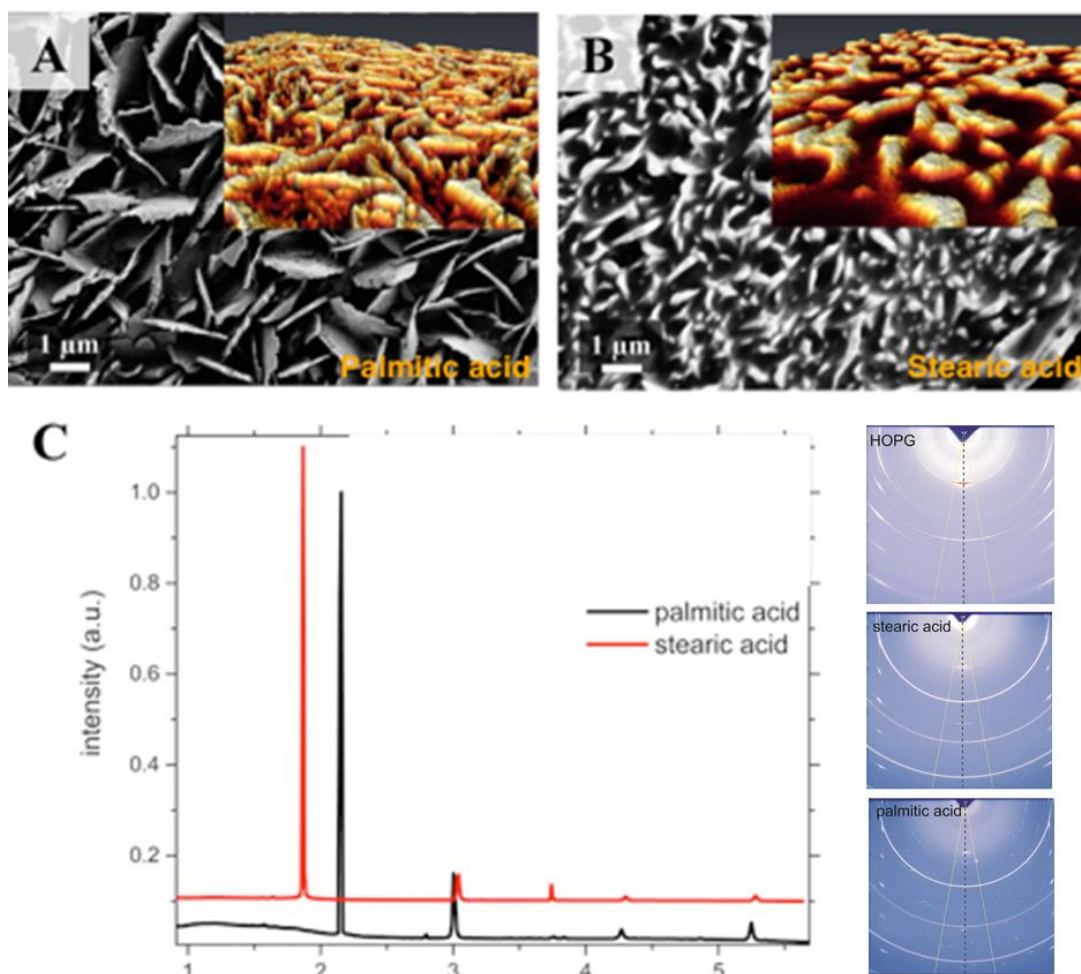 A
1 µm
Palmitic acid
B
1 µm
Stearic acid
C
1.0
0.8
0.6
0.4
0.2
intensity (a.u.)
palmitic acid
stearic acid
1 2 3 4 5
HOPG
stearic acid
palmitic acid